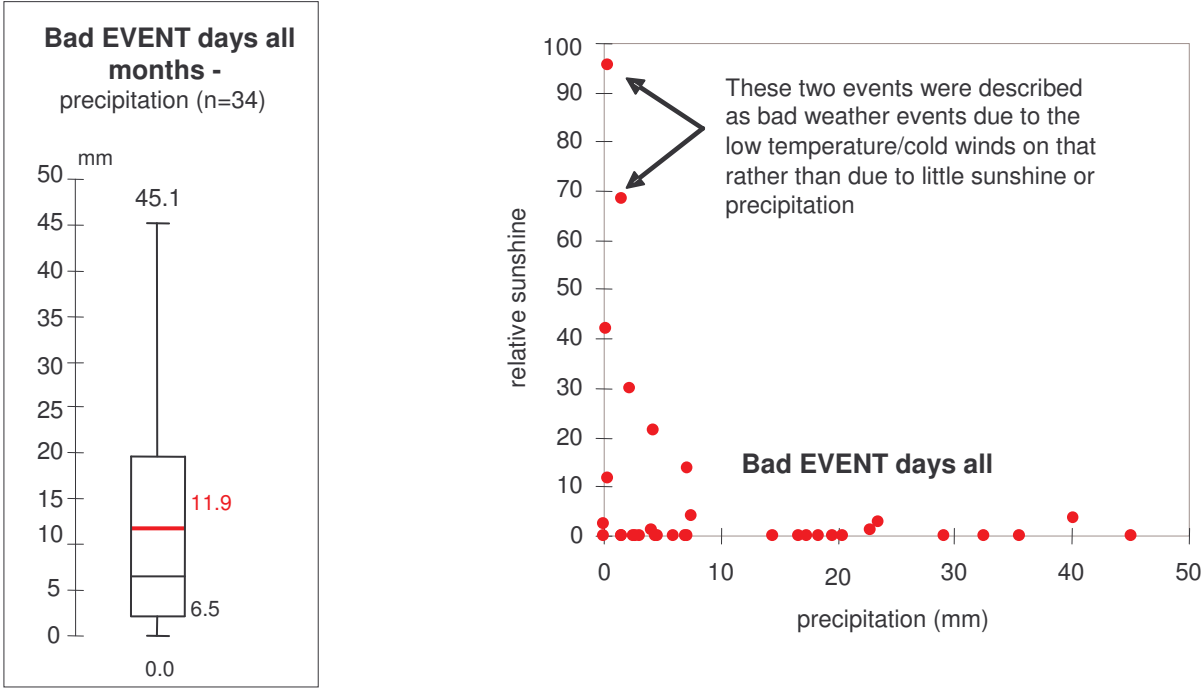 Bad EVENT days all
months -
precipitation (n=34)
mm
50
45.1
45
40
35
30
25
20
15
11.9
10
5
6.5
0
0.0
100
90
80
70
60
50
40
30
20
10
0
relative sunshine
These two events were described
as bad weather events due to the
low temperature/cold winds on that
rather than due to little sunshine or
precipitation
Bad EVENT days all
0 10 20 30 40 50
precipitation (mm)